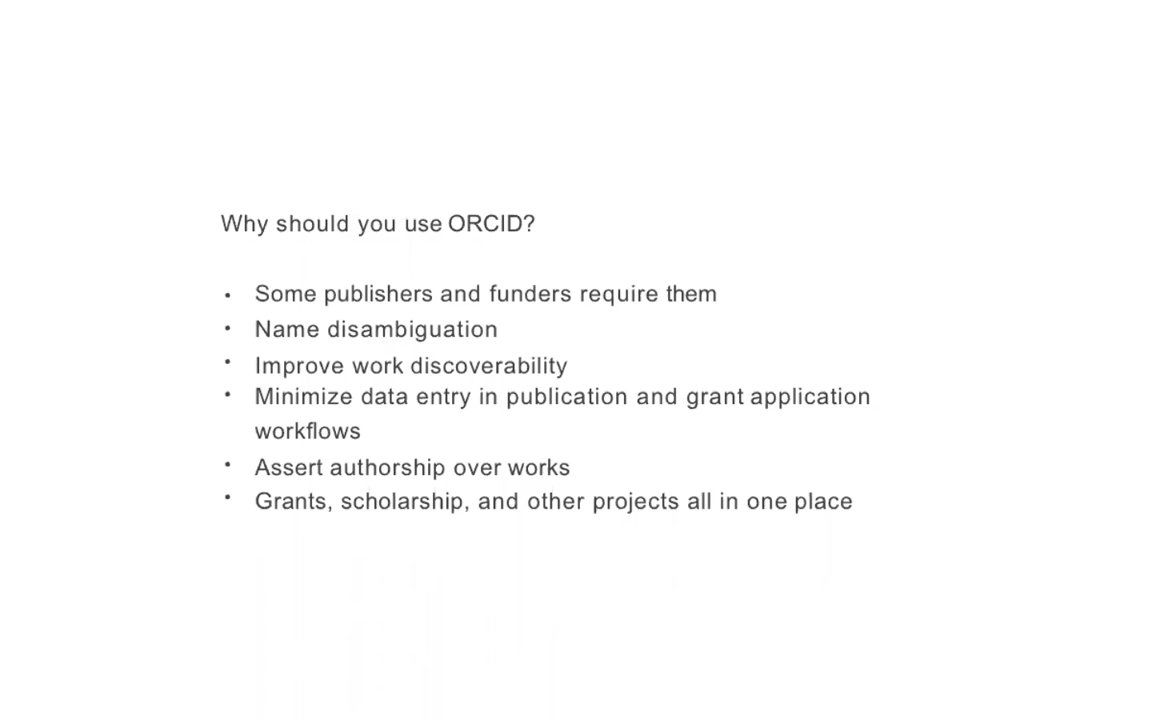 Why should you use ORCID?
• Some publishers and funders require them
• Name disambiguation
• Improve work discoverability
• Minimize data entry in publication and grant application
workflows
• Assert authorship over works
• Grants, scholarship, and other projects all in one place